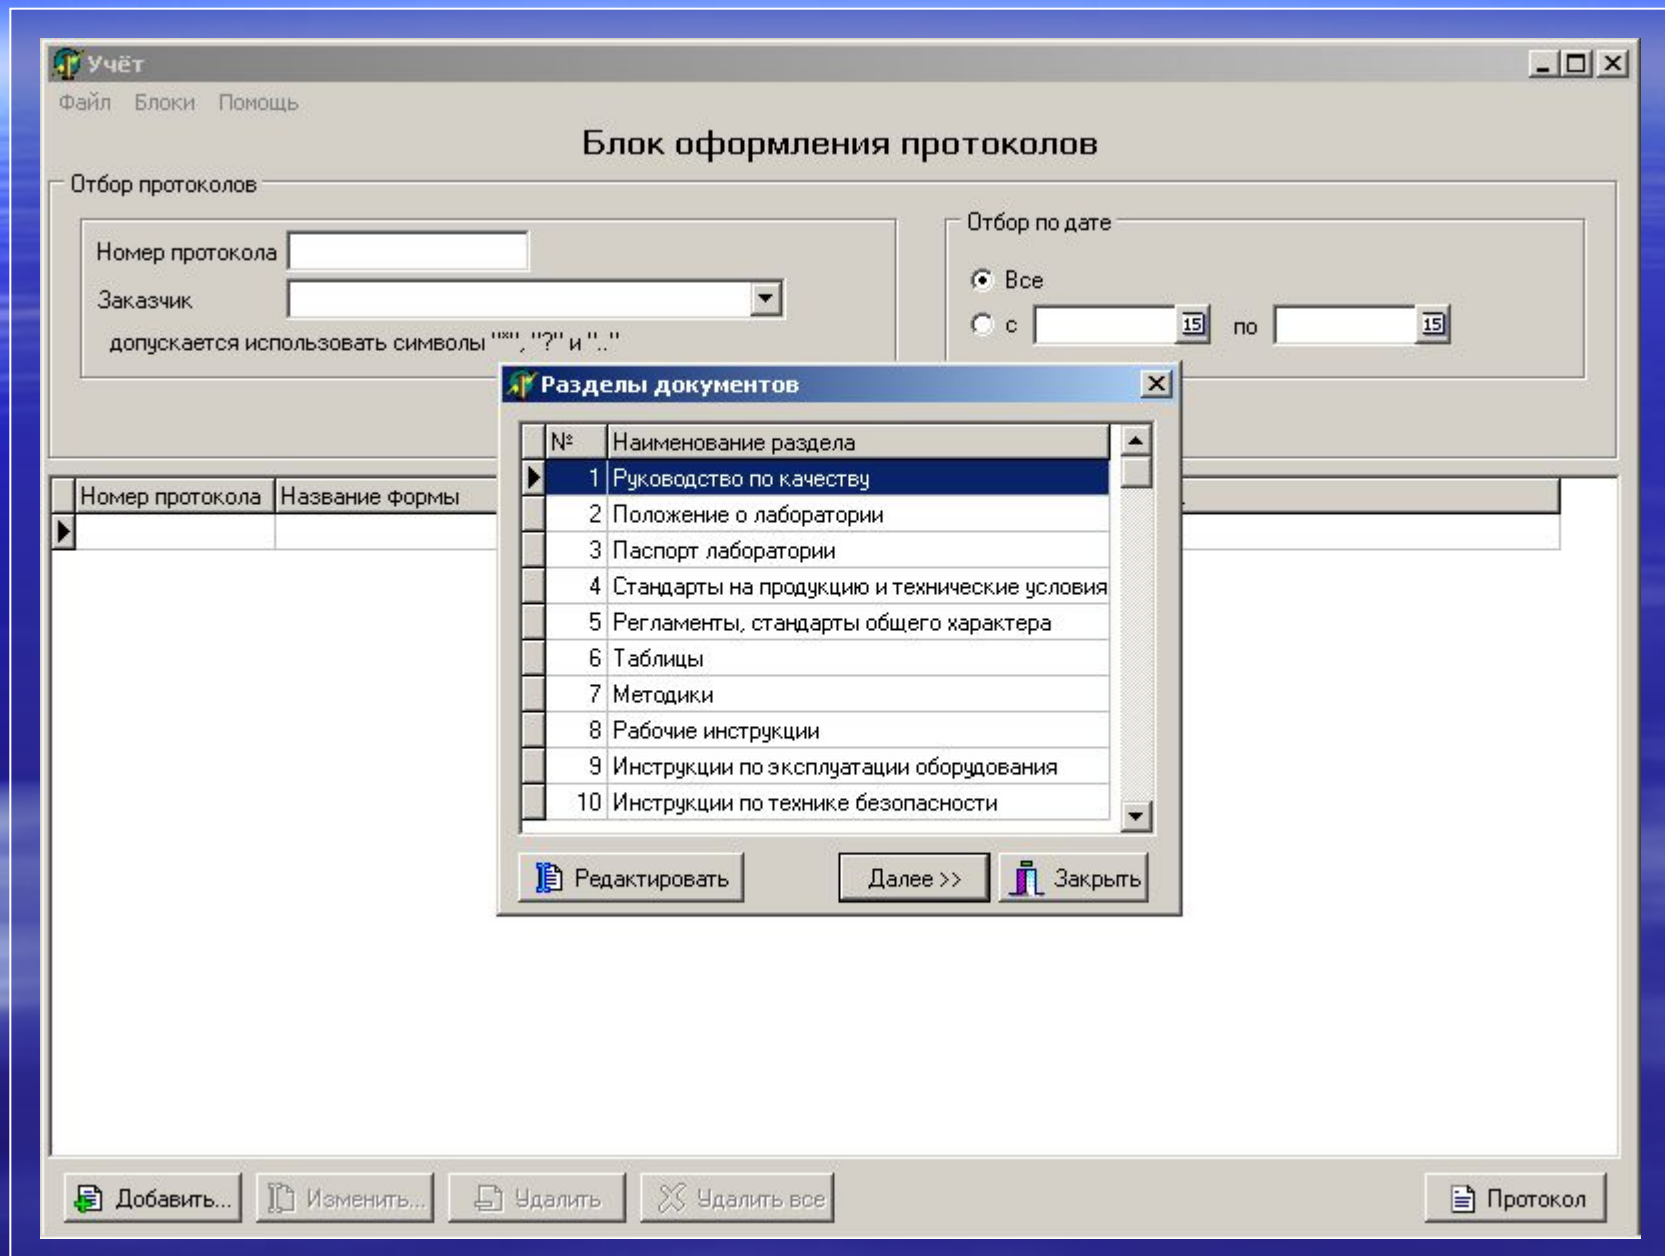 Учёт
Файл Блоки Помощь
Блок оформления протоколов
Отбор протоколов
Номер протокола
Заказчик
допускается использовать символы "*", "?" и ".."
Отбор по дате
Все
с 15 по 15
Разделы документов
№ Наименование раздела
1 Руководство по качеству
2 Положение о лаборатории
3 Паспорт лаборатории
4 Стандарты на продукцию и технические условия
5 Регламенты, стандарты общего характера
6 Таблицы
7 Методики
8 Рабочие инструкции
9 Инструкции по эксплуатации оборудования
10 Инструкции по технике безопасности
Редактировать Далее >> Закрыть
Номер протокола Название формы
Добавить... Изменить... Удалить Удалить все Протокол